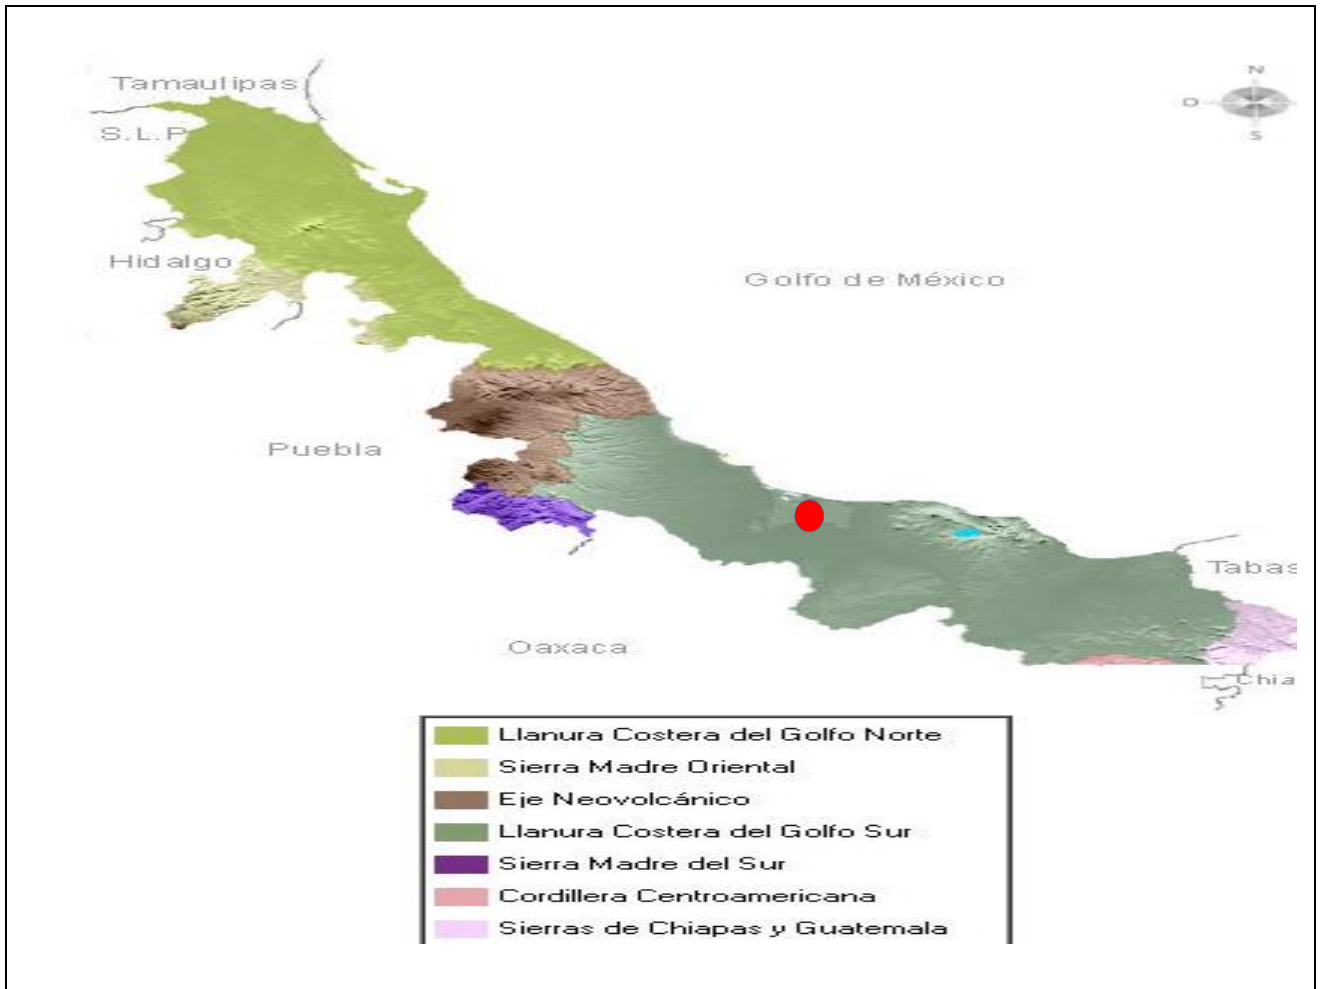 N
Tamaulipas
O
S.L.P
S
Hidalgo
Golfo de México
Puebla
Tabas
Oaxaca
Chia
Llanura Costera del Golfo Norte
Sierra Madre Oriental
Eje Neovolcánico
Llanura Costera del Golfo Sur
Sierra Madre del Sur
Cordillera Centroamericana
Sierras de Chiapas y Guatemala